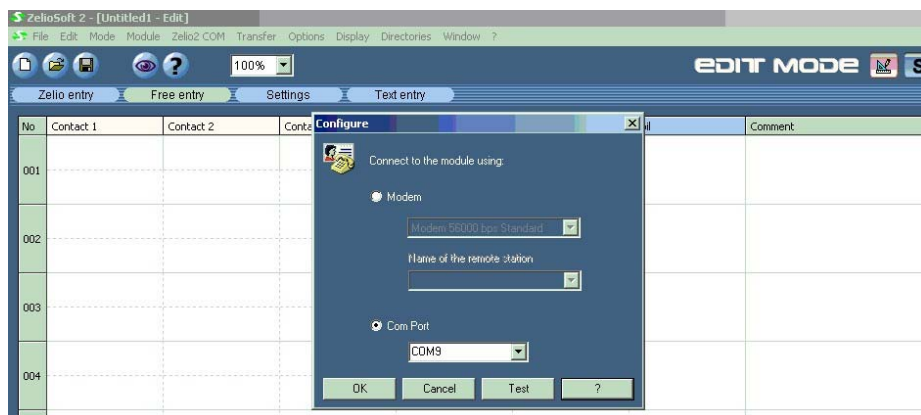 ZelioSoft 2 - [Untitled1 - Edit]
File Edit Mode Module Zelio2 COM Transfer Options Display Directories Window ?
? 100% EDIT MODE
Zelio entry Free entry Settings Text entry
No Contact 1 Contact 2 Conta Configure Comment
Connect to the module using:
001
Modem
Modem 56000 bps Standard
002
Name of the remote station
003
Com Port
COM9
004
OK Cancel Test ?